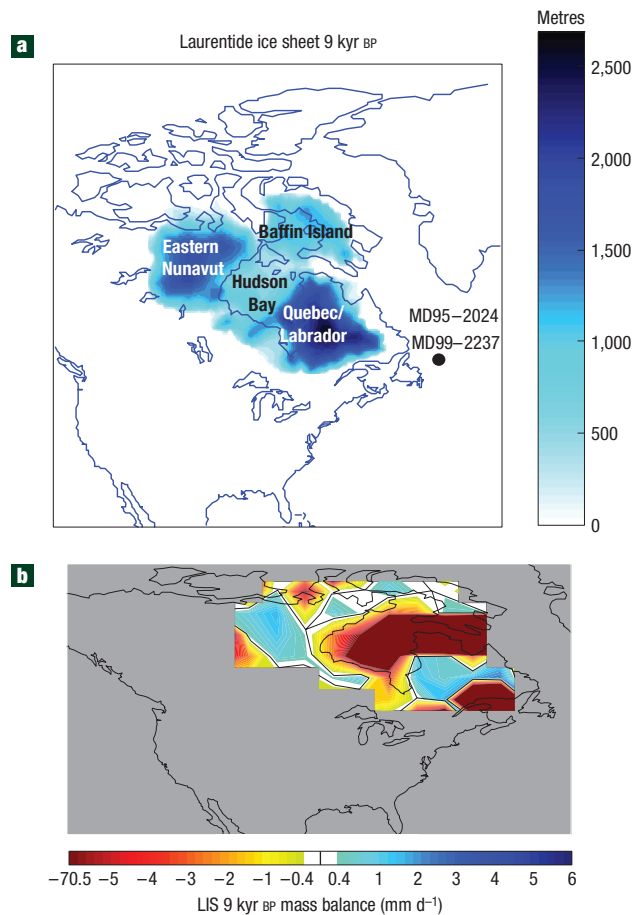 Metres
a
Laurentide ice sheet 9 kyr BP
2,500
2,000
1,500
1,000
500
0
Baffin Island
Eastern
Nunavut
Hudson
Bay
Quebec/
Labrador
MD95–2024
MD99–2237
b
−70.5 −5 −4 −3 −2 −1 −0.4 0.4 1 2 3 4 5 6
LIS 9 kyr BP mass balance (mm d⁻¹)